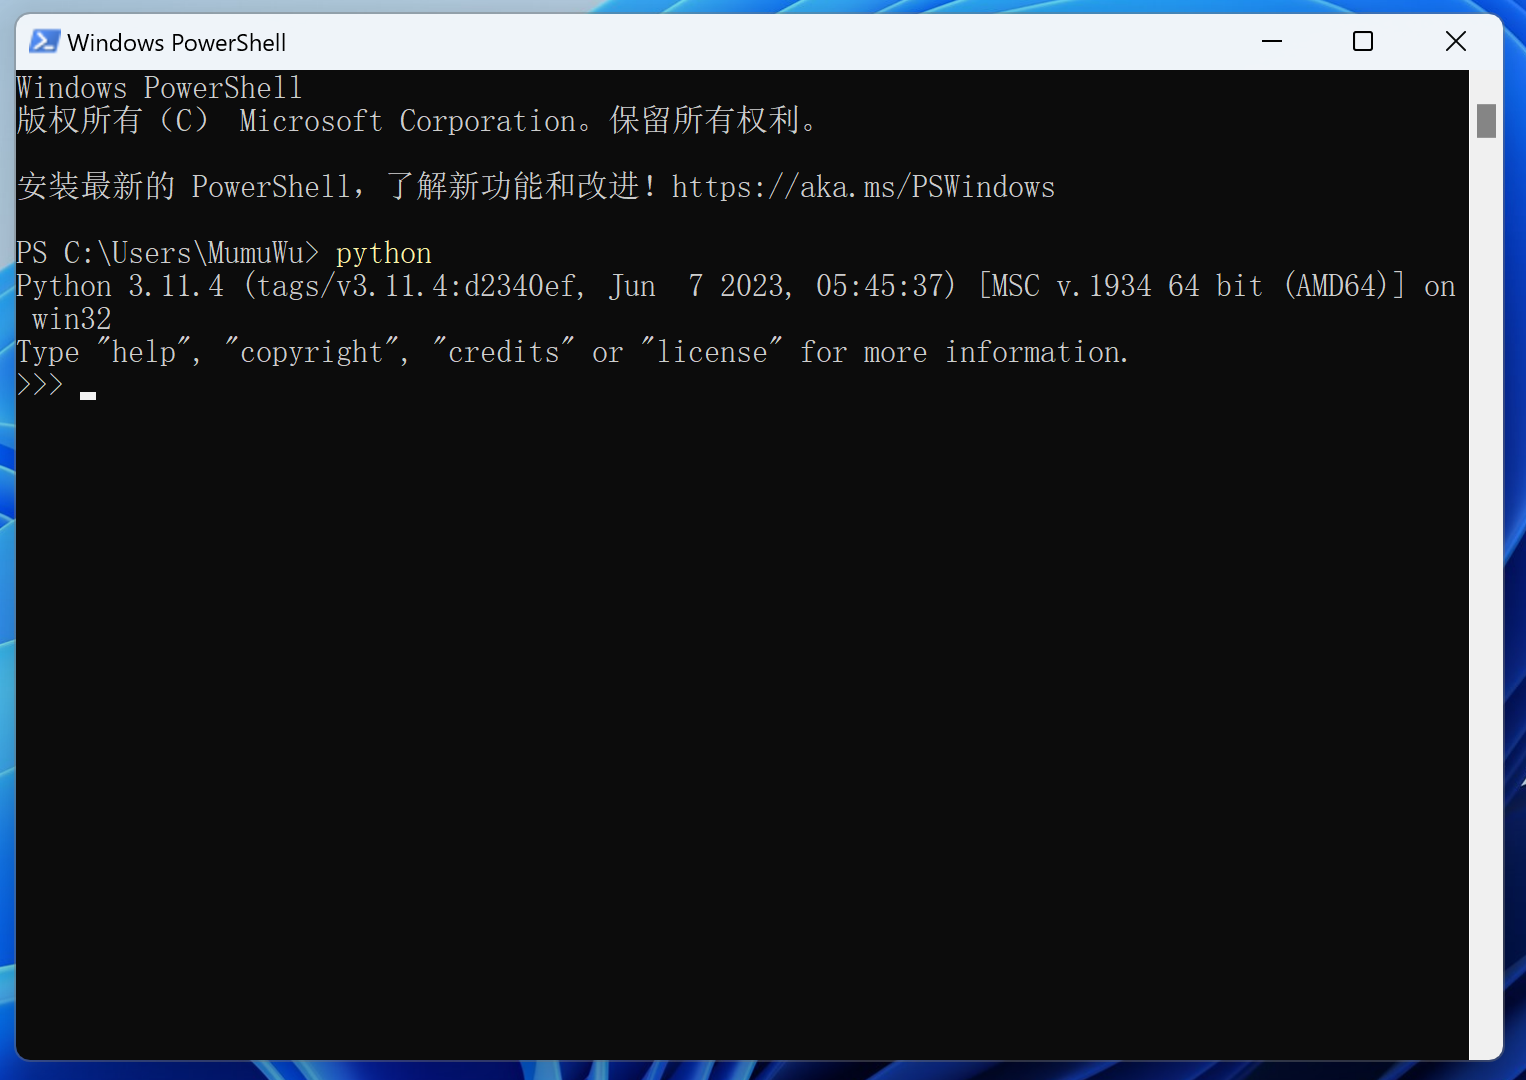 Windows PowerShell
Windows PowerShell
版权所有（C） Microsoft Corporation。保留所有权利。
安装最新的 PowerShell，了解新功能和改进！https://aka.ms/PSWindows
PS C:\Users\MumuWu> python
Python 3.11.4 (tags/v3.11.4:d2340ef, Jun  7 2023, 05:45:37) [MSC v.1934 64 bit (AMD64)] on
 win32
Type "help", "copyright", "credits" or "license" for more information.
>>>